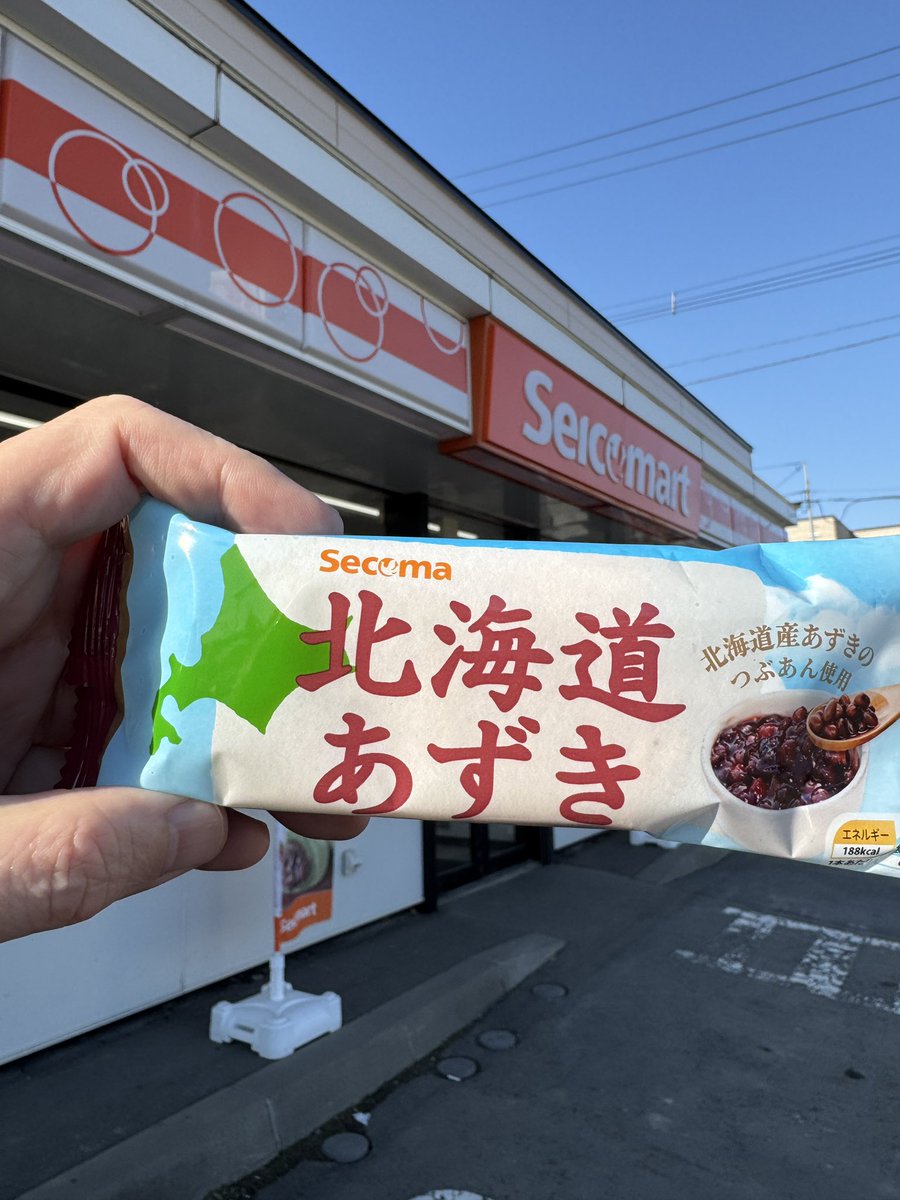 Seicomart
Secoma
北海道
あずき
北海道産あずきの
つぶあん使用
エネルギー
188kcal
Seicomart